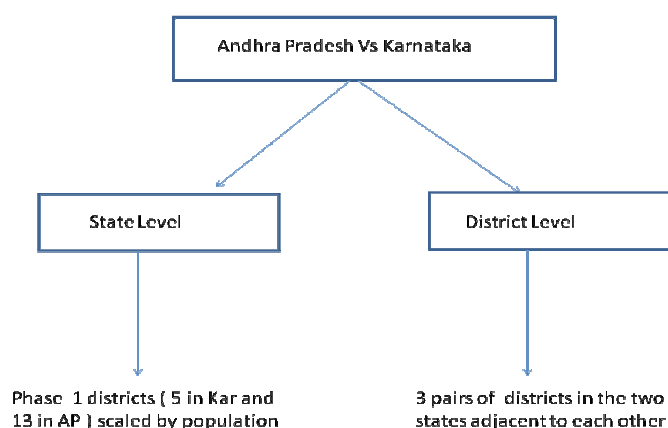 Andhra Pradesh Vs Karnataka
State Level
District Level
Phase 1 districts ( 5 in Kar and
13 in AP ) scaled by population
3 pairs of districts in the two
states adjacent to each other